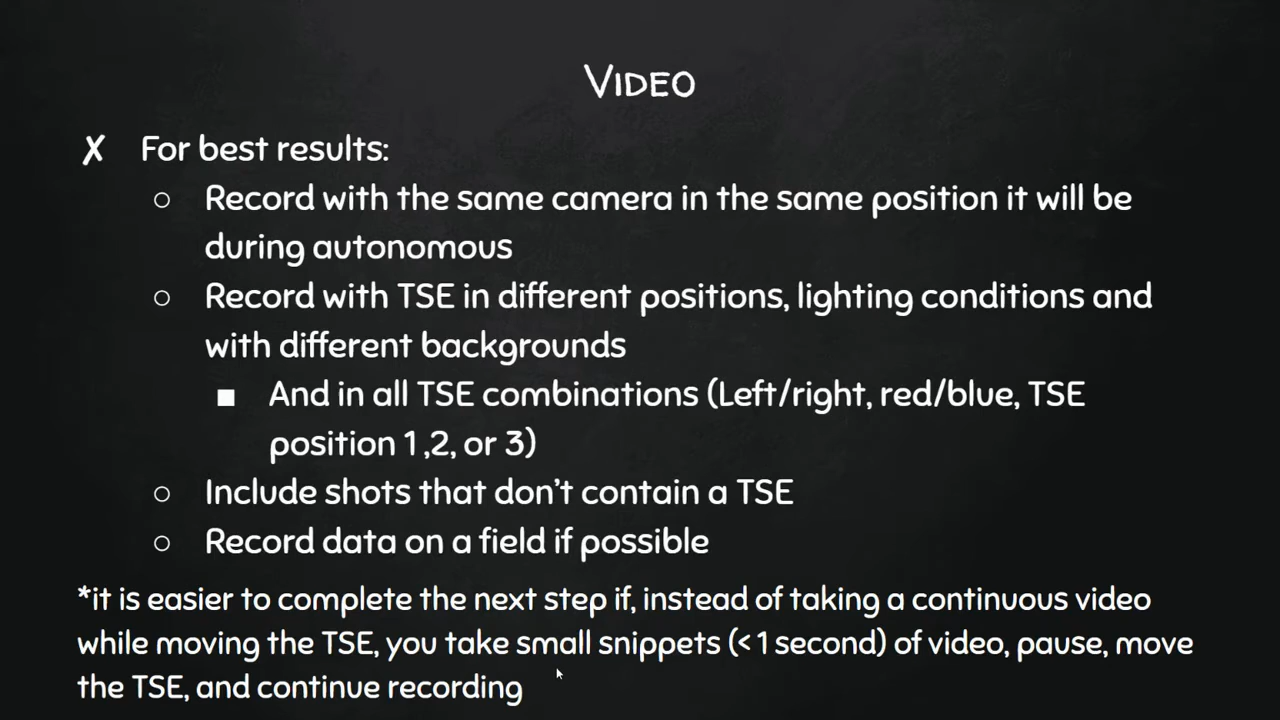 Video
✗ For best results:
○ Record with the same camera in the same position it will be
during autonomous
○ Record with TSE in different positions, lighting conditions and
with different backgrounds
■ And in all TSE combinations (Left/right, red/blue, TSE
position 1,2, or 3)
○ Include shots that don't contain a TSE
○ Record data on a field if possible
*it is easier to complete the next step if, instead of taking a continuous video
while moving the TSE, you take small snippets (<1 second) of video, pause, move
the TSE, and continue recording